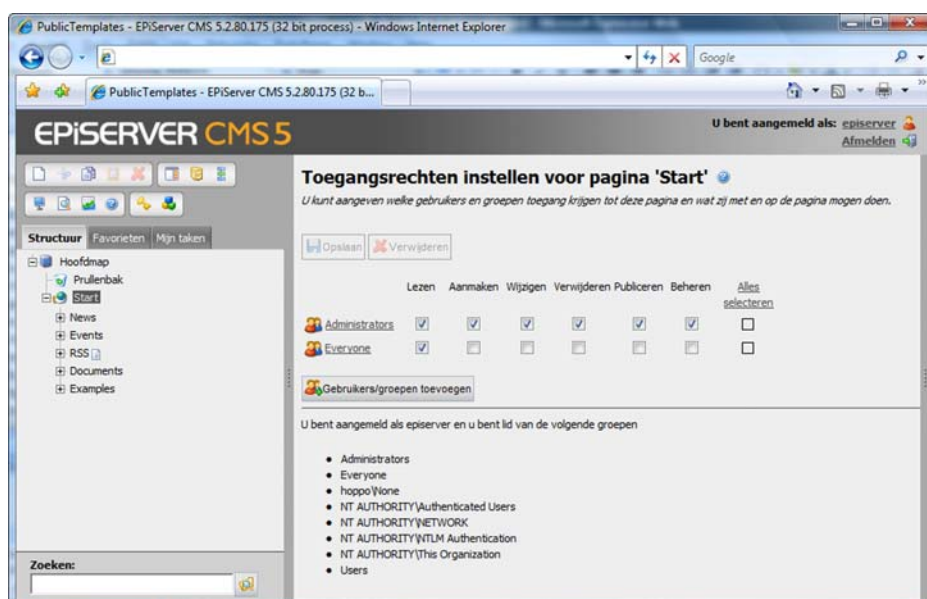 PublicTemplates - EPiServer CMS 5.2.80.175 (32 bit process) - Windows Internet Explorer
Google
PublicTemplates - EPiServer CMS 5.2.80.175 (32 b...
EPiSERVER CMS 5
U bent aangemeld als: episerver
Afmelden
Structuur Favorieten Mijn taken
Hoofdmap
Prullenbak
Start
News
Events
RSS
Documents
Examples
Zoeken:
Toegangsrechten instellen voor pagina 'Start'
U kunt aangeven welke gebruikers en groepen toegang krijgen tot deze pagina en wat zij met en op de pagina mogen doen.
Opslaan Verwijderen
Lezen Aanmaken Wijzigen Verwijderen Publiceren Beheren Alles
selecteren
Administrators
Everyone
Gebruikers/groepen toevoegen
U bent aangemeld als episerver en u bent lid van de volgende groepen
Administrators
Everyone
hoppo\None
NT AUTHORITY\Authenticated Users
NT AUTHORITY\NETWORK
NT AUTHORITY\NTLM Authentication
NT AUTHORITY\This Organization
Users